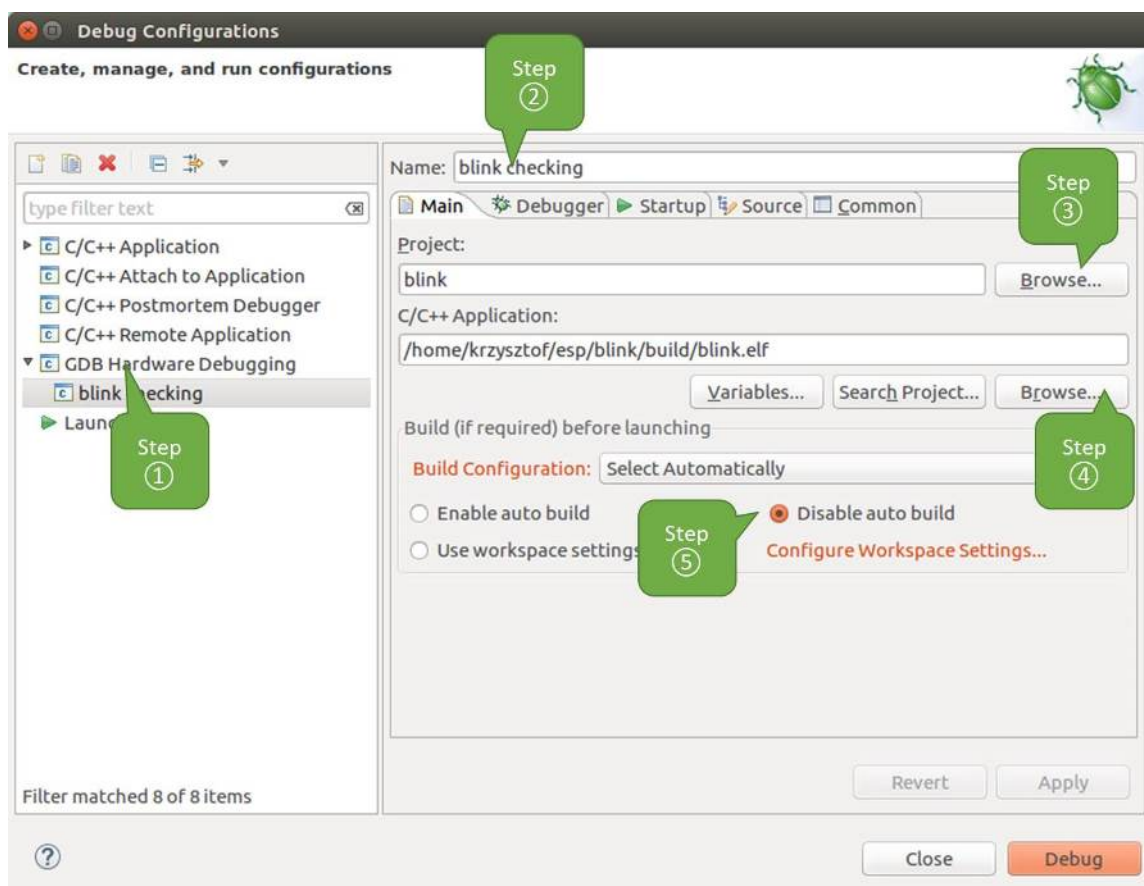 Debug Configurations
Create, manage, and run configurations
Step
②
Name: blink checking
Step
③
type filter text
Main Debugger Startup Source Common
C/C++ Application
C/C++ Attach to Application
C/C++ Postmortem Debugger
C/C++ Remote Application
GDB Hardware Debugging
blink checking
Step
①
Project:
blink
Browse...
C/C++ Application:
/home/krzysztof/esp/blink/build/blink.elf
Variables... Search Project... Browse...
Step
④
Build (if required) before launching
Build Configuration: Select Automatically
Enable auto build
Disable auto build
Step
⑤
Use workspace settings
Configure Workspace Settings...
Filter matched 8 of 8 items
Revert Apply
Close Debug